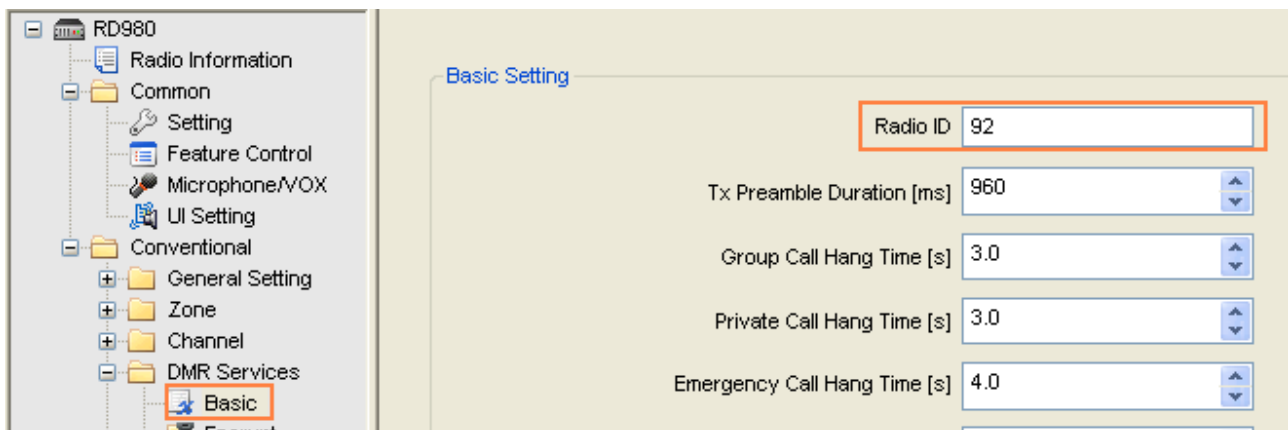 RD980
Radio Information
Common
Setting
Feature Control
Microphone/VOX
UI Setting
Conventional
General Setting
Zone
Channel
DMR Services
Basic
Encrypt
Basic Setting
Radio ID 92
Tx Preamble Duration [ms] 960
Group Call Hang Time [s] 3.0
Private Call Hang Time [s] 3.0
Emergency Call Hang Time [s] 4.0